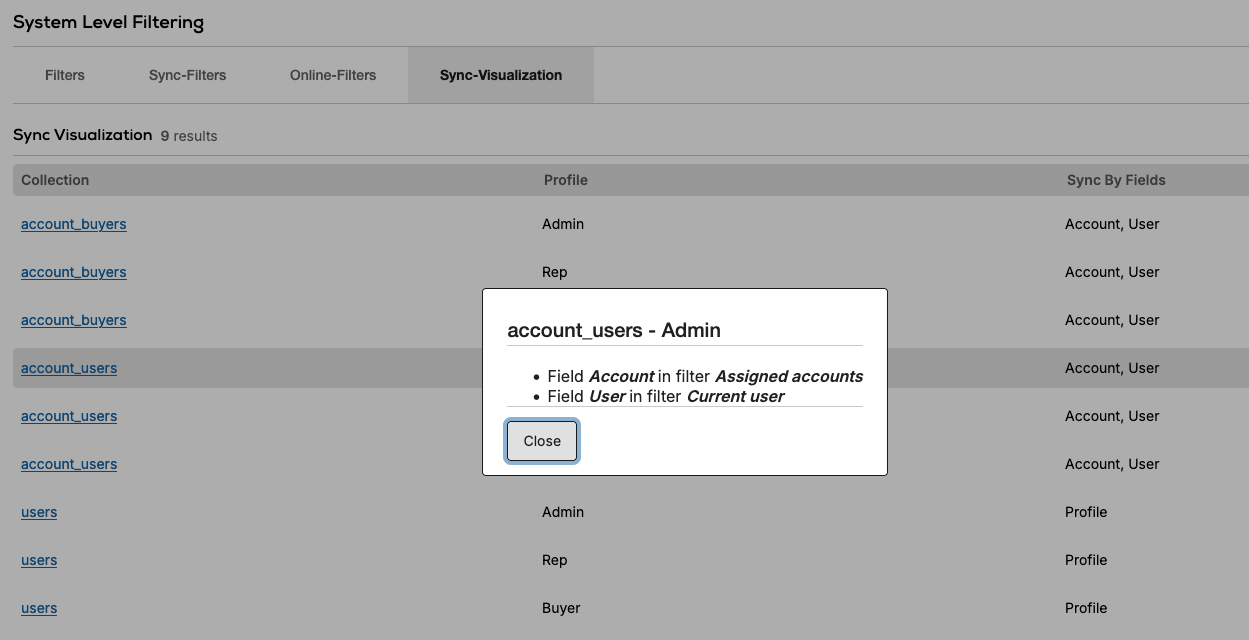 System Level Filtering
Filters Sync-Filters Online-Filters Sync-Visualization
Sync Visualization 9 results
Collection Profile Sync By Fields
account_buyers Admin Account, User
account_buyers Rep Account, User
account_buyers Account, User
account_users Account, User
account_users Account, User
account_users Account, User
users Admin Profile
users Rep Profile
users Buyer Profile
account_users - Admin
• Field Account in filter Assigned accounts
• Field User in filter Current user
Close